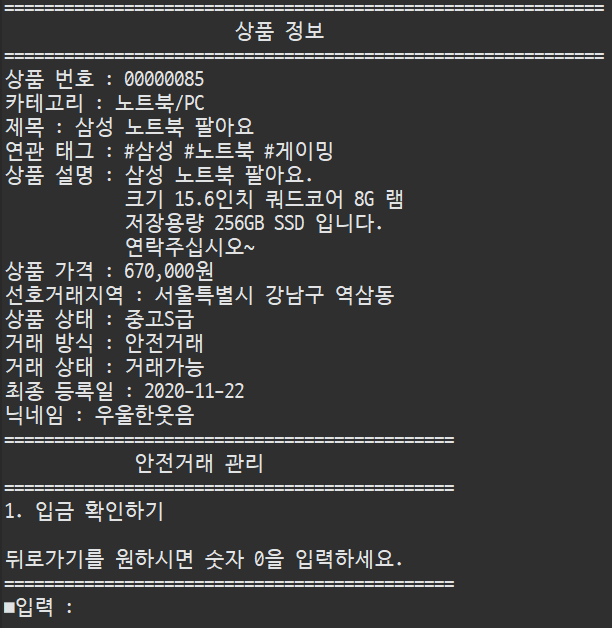 ============================================================
상품 정보
============================================================
상품 번호 : 00000085
카테고리 : 노트북/PC
제목 : 삼성 노트북 팔아요
연관 태그 : #삼성 #노트북 #게이밍
상품 설명 : 삼성 노트북 팔아요.
크기 15.6인치 쿼드코어 8G 램
저장용량 256GB SSD 입니다.
연락주십시오~
상품 가격 : 670,000원
선호거래지역 : 서울특별시 강남구 역삼동
상품 상태 : 중고S급
거래 방식 : 안전거래
거래 상태 : 거래가능
최종 등록일 : 2020-11-22
닉네임 : 우울한웃음
=============================================
안전거래 관리
=============================================
1. 입금 확인하기
뒤로가기를 원하시면 숫자 0을 입력하세요.
=============================================
■입력 :